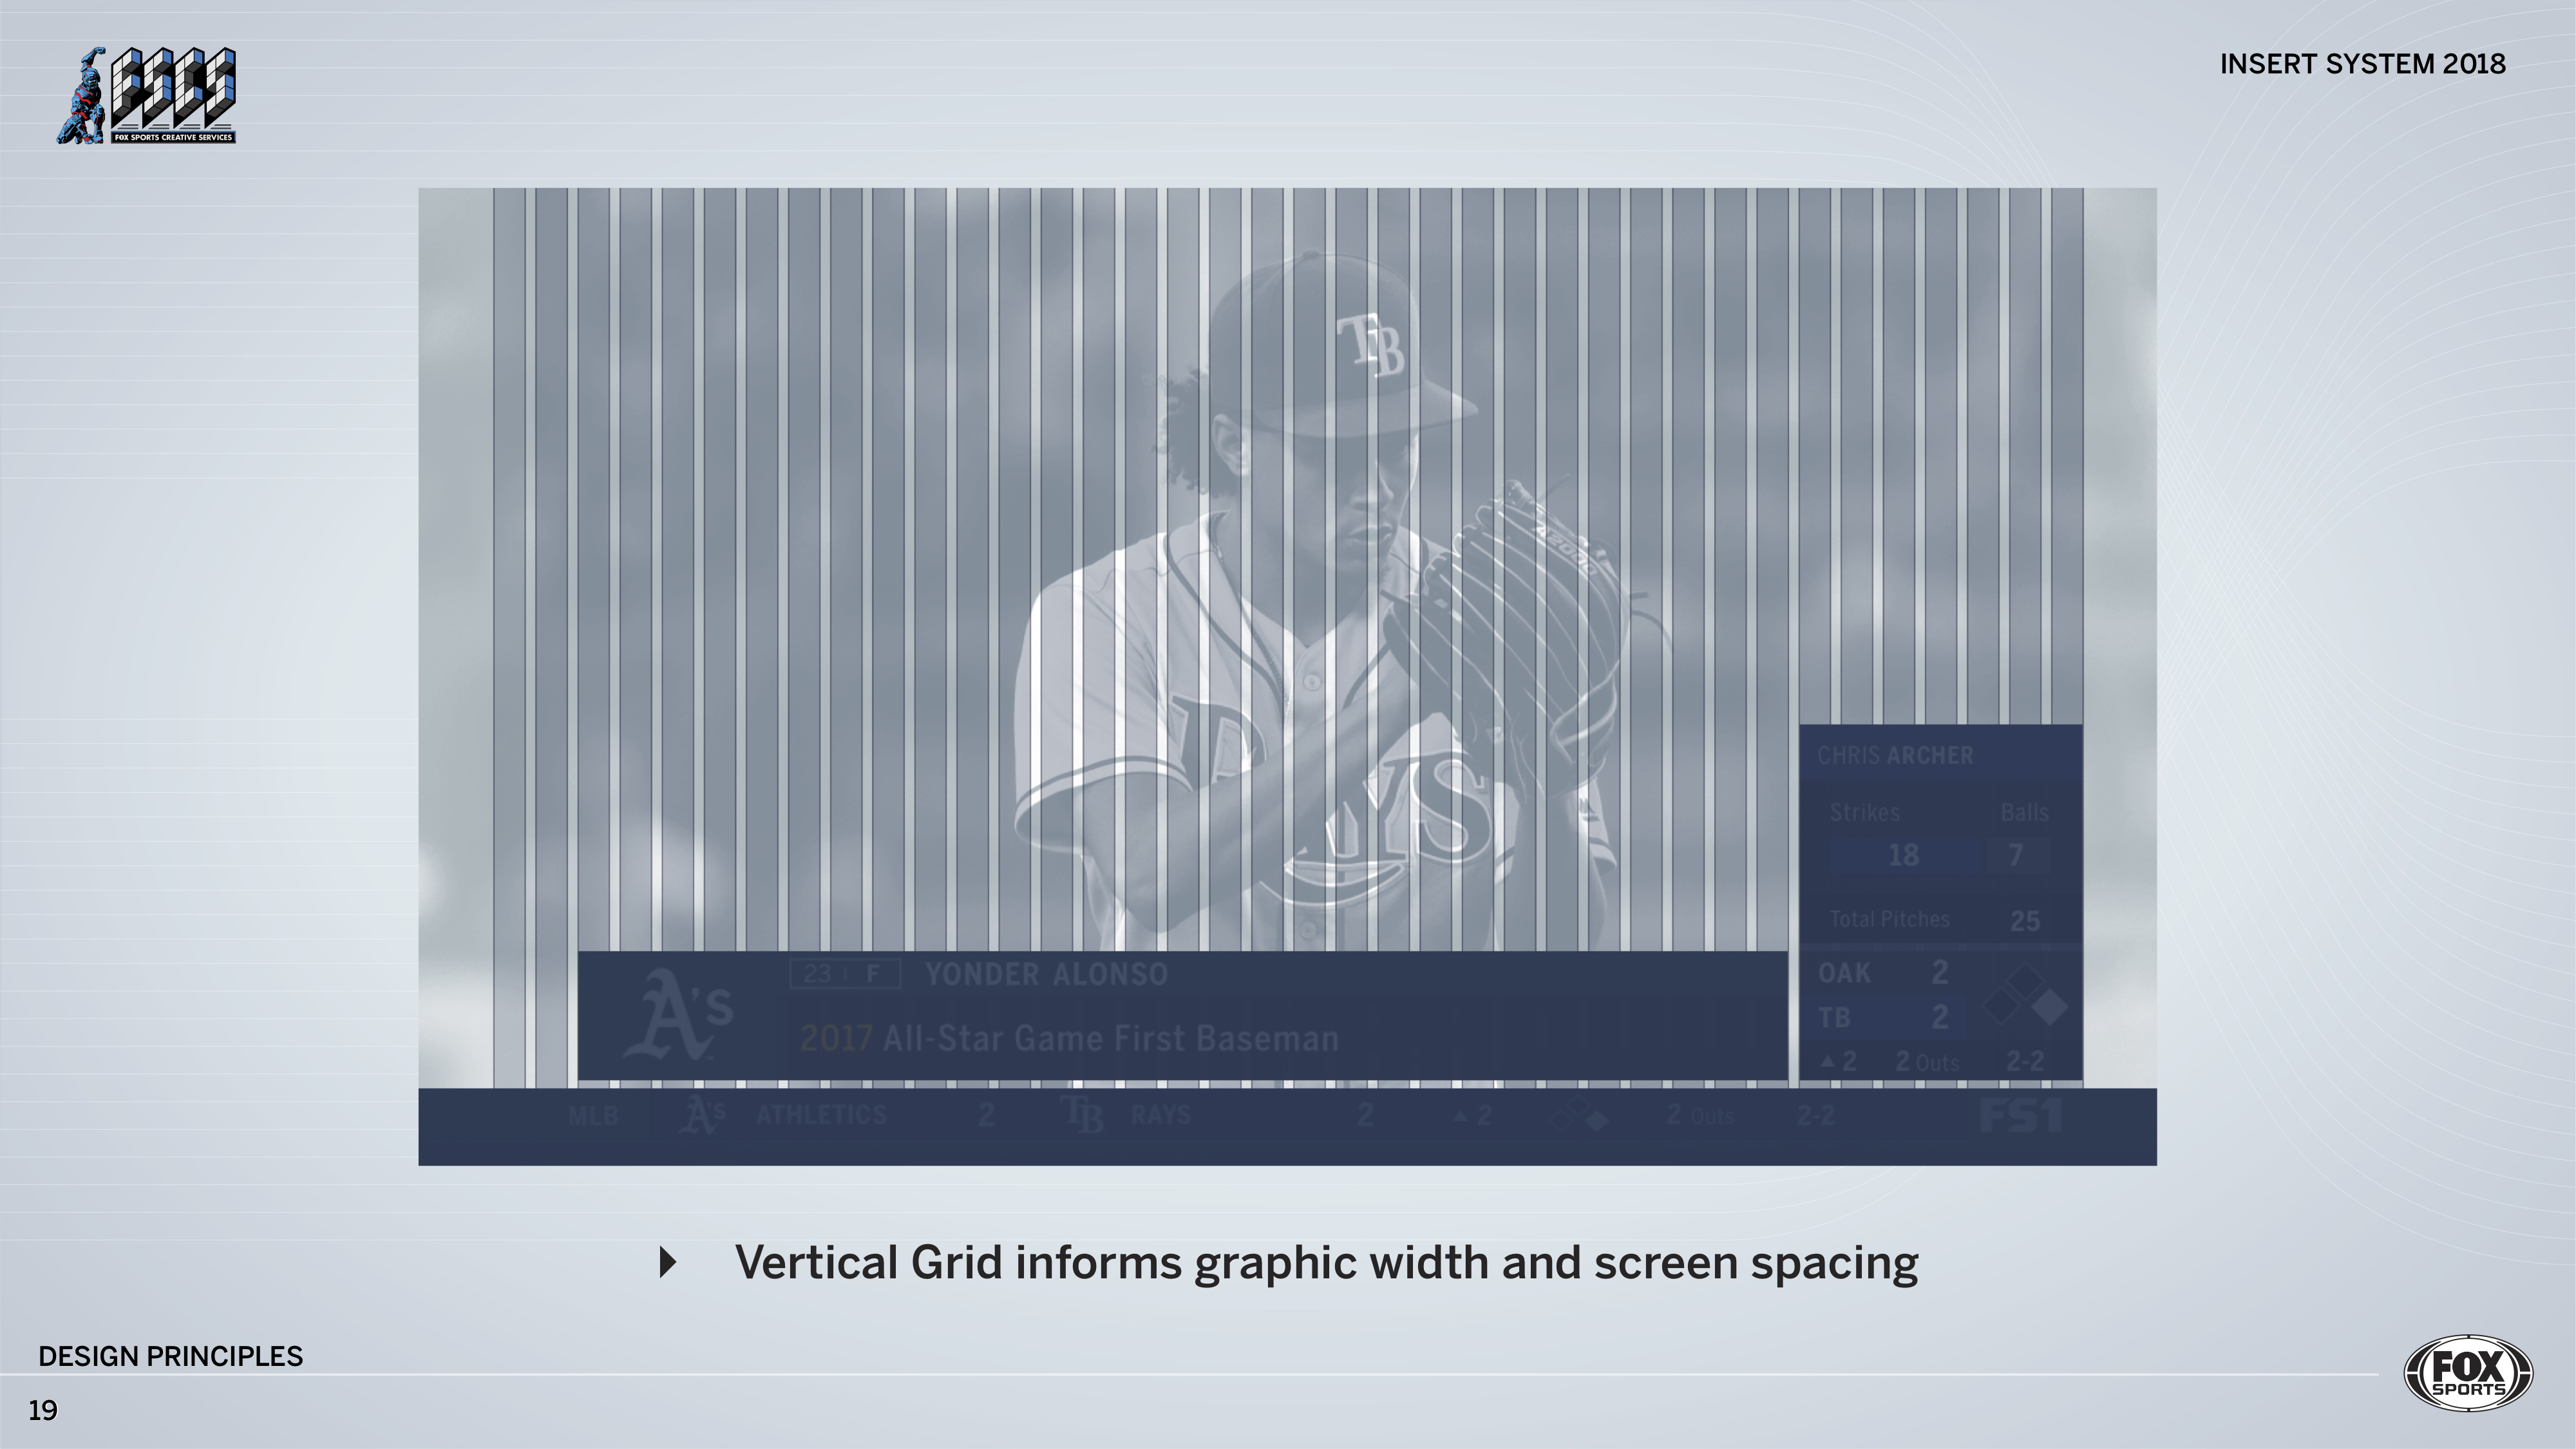 FSCS
FOX SPORTS CREATIVE SERVICES
INSERT SYSTEM 2018
TB
A2000
RAYS
CHRIS ARCHER
Strikes Balls
18 7
Total Pitches 25
OAK 2
TB 2
▲ 2 2 Outs 2-2
A's
23 | F YONDER ALONSO
2017 All-Star Game First Baseman
MLB A's ATHLETICS 2 TB RAYS 2 ▲ 2 2 Outs 2-2 FS1
Vertical Grid informs graphic width and screen spacing
DESIGN PRINCIPLES
19
FOX
SPORTS